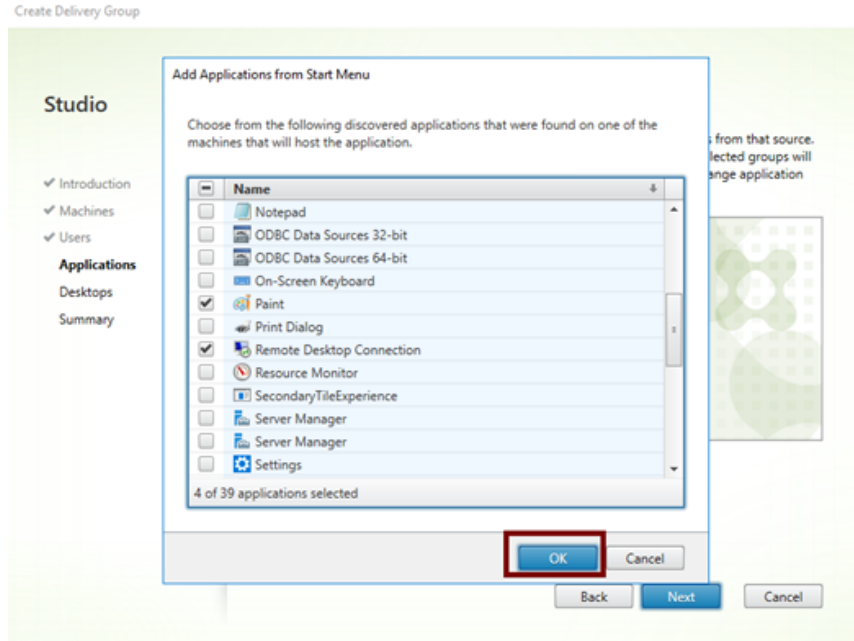 Create Delivery Group
Studio
Introduction
Machines
Users
Applications
Desktops
Summary
Add Applications from Start Menu
Choose from the following discovered applications that were found on one of the
machines that will host the application.
Name
Notepad
ODBC Data Sources 32-bit
ODBC Data Sources 64-bit
On-Screen Keyboard
Paint
Print Dialog
Remote Desktop Connection
Resource Monitor
SecondaryTileExperience
Server Manager
Server Manager
Settings
4 of 39 applications selected
OK Cancel
from that source.
lected groups will
ange application
Back Next Cancel